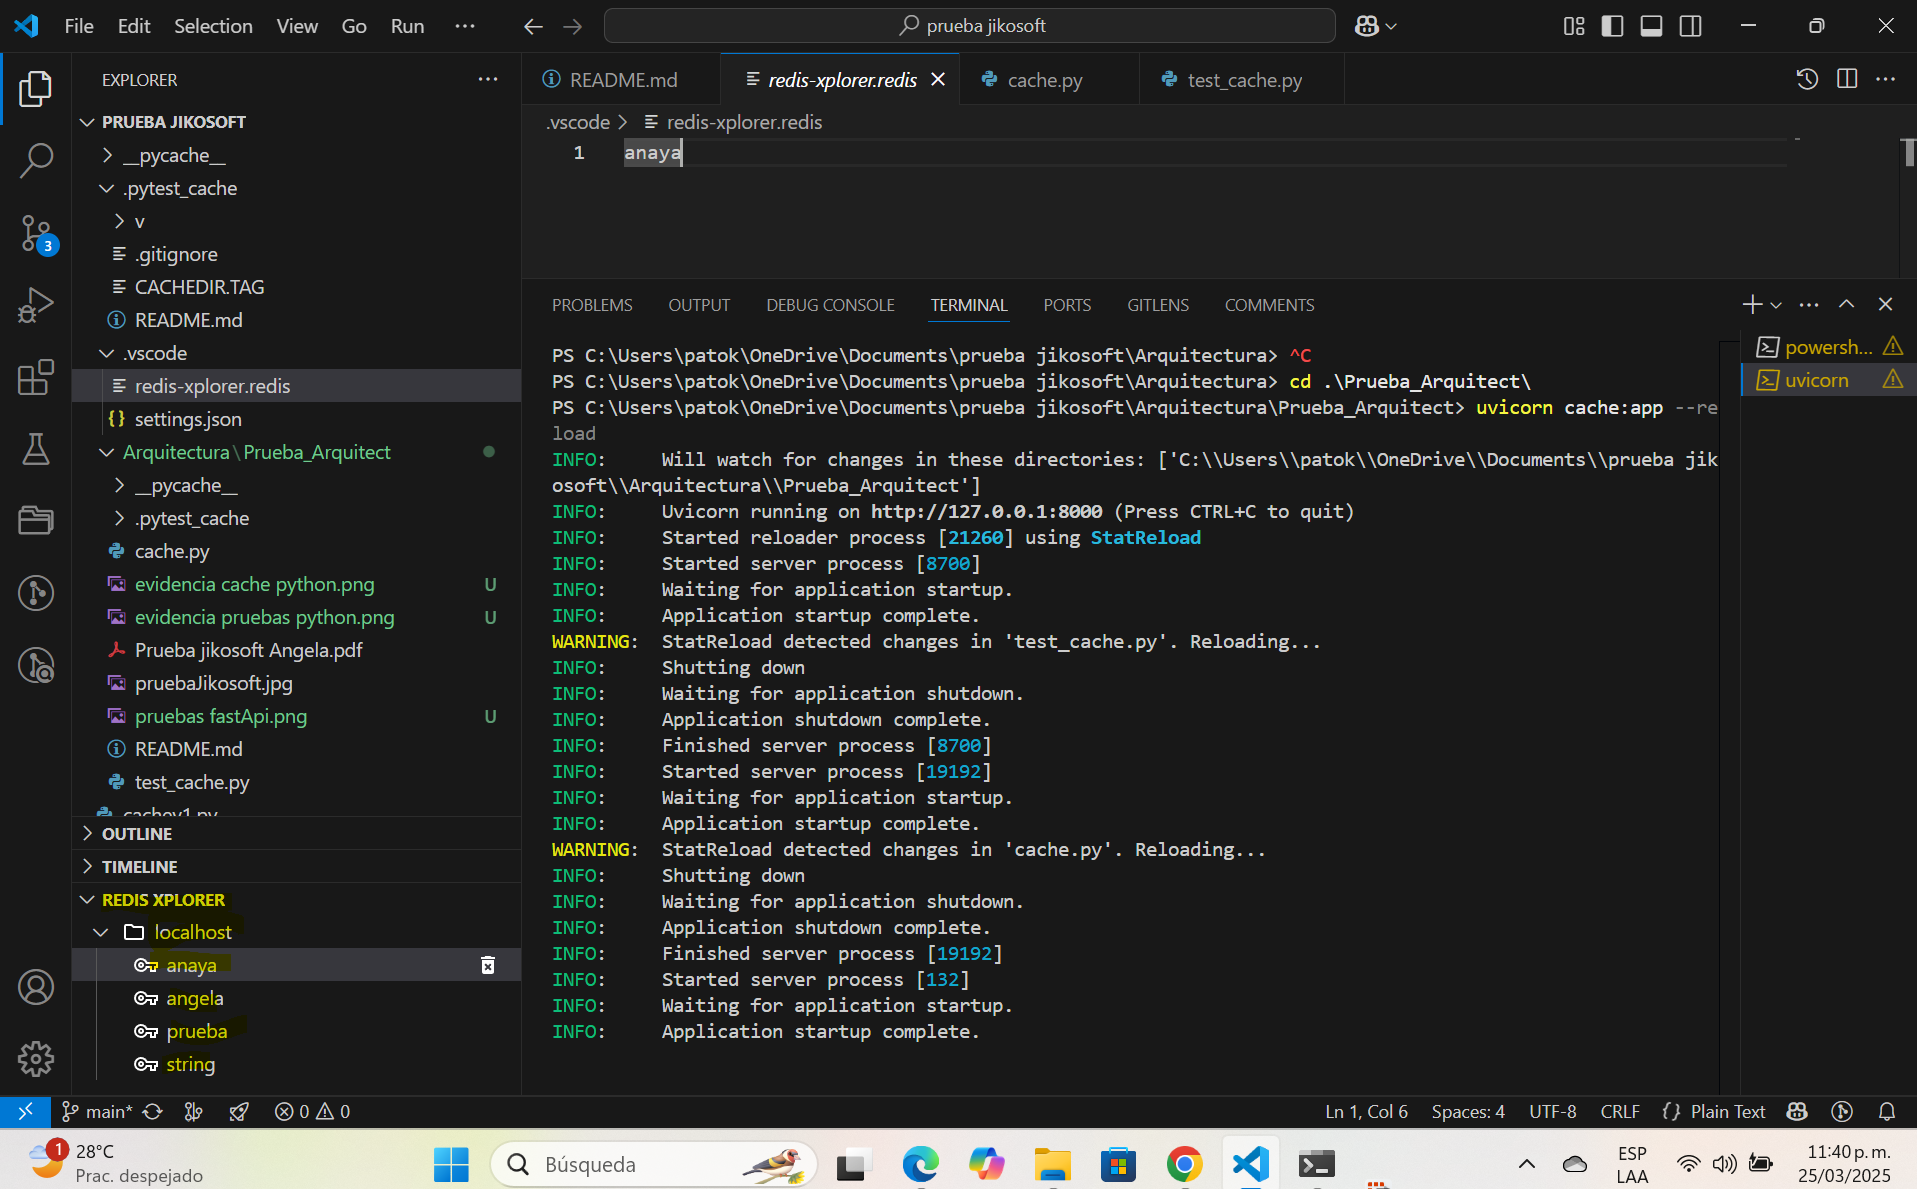 File Edit Selection View Go Run ···
prueba jikosoft
EXPLORER
PRUEBA JIKOSOFT
__pycache__
.pytest_cache
v
.gitignore
CACHEDIR.TAG
README.md
.vscode
redis-xplorer.redis
settings.json
Arquitectura\Prueba_Arquitect
__pycache__
.pytest_cache
cache.py
evidencia cache python.png U
evidencia pruebas python.png U
Prueba jikosoft Angela.pdf
pruebaJikosoft.jpg
pruebas fastApi.png U
README.md
test_cache.py
cachev1.py
OUTLINE
TIMELINE
REDIS XPLORER
localhost
anaya
angela
prueba
string
3
README.md redis-xplorer.redis cache.py test_cache.py
.vscode > redis-xplorer.redis
1 anaya
PROBLEMS OUTPUT DEBUG CONSOLE TERMINAL PORTS GITLENS COMMENTS
PS C:\Users\patok\OneDrive\Documents\prueba jikosoft\Arquitectura> ^C
PS C:\Users\patok\OneDrive\Documents\prueba jikosoft\Arquitectura> cd .\Prueba_Arquitect\
PS C:\Users\patok\OneDrive\Documents\prueba jikosoft\Arquitectura\Prueba_Arquitect> uvicorn cache:app --re
load
INFO: Will watch for changes in these directories: ['C:\\Users\\patok\\OneDrive\\Documents\\prueba jik
osoft\\Arquitectura\\Prueba_Arquitect']
INFO: Uvicorn running on http://127.0.0.1:8000 (Press CTRL+C to quit)
INFO: Started reloader process [21260] using StatReload
INFO: Started server process [8700]
INFO: Waiting for application startup.
INFO: Application startup complete.
WARNING: StatReload detected changes in 'test_cache.py'. Reloading...
INFO: Shutting down
INFO: Waiting for application shutdown.
INFO: Application shutdown complete.
INFO: Finished server process [8700]
INFO: Started server process [19192]
INFO: Waiting for application startup.
INFO: Application startup complete.
WARNING: StatReload detected changes in 'cache.py'. Reloading...
INFO: Shutting down
INFO: Waiting for application shutdown.
INFO: Application shutdown complete.
INFO: Finished server process [19192]
INFO: Started server process [132]
INFO: Waiting for application startup.
INFO: Application startup complete.
powersh...
uvicorn
main* 0 0 Ln 1, Col 6 Spaces: 4 UTF-8 CRLF {} Plain Text
1
28°C
Prac. despejado
Búsqueda
ESP
LAA
11:40 p. m.
25/03/2025